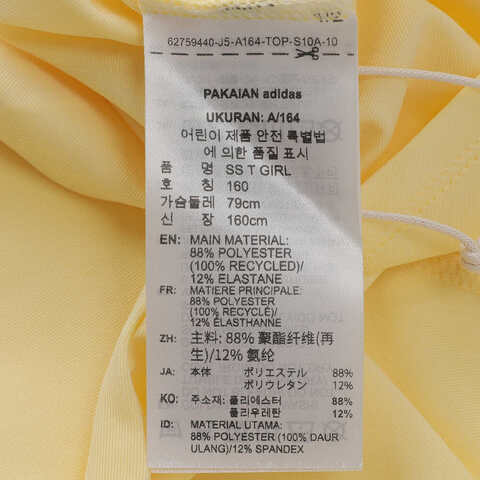 1/2
62759440-J5-A164-TOP-S10A-10
PAKAIAN adidas
UKURAN: A/164
어린이 제품 안전 특별법
에 의한 품질 표시
품 명 SS T GIRL
호 칭 160
가슴둘레 79cm
신 장 160cm
EN: MAIN MATERIAL:
88% POLYESTER
(100% RECYCLED)/
12% ELASTANE
FR: MATIERE PRINCIPALE:
88% POLYESTER
(100% RECYCLE)/
12% ELASTHANNE
ZH: 主料: 88% 聚酯纤维(再
生)/12% 氨纶
JA: 本体 ポリエステル 88%
ポリウレタン 12%
KO: 주소재: 폴리에스터 88%
폴리우레탄 12%
ID: MATERIAL UTAMA:
88% POLYESTER (100% DAUR
ULANG)/12% SPANDEX